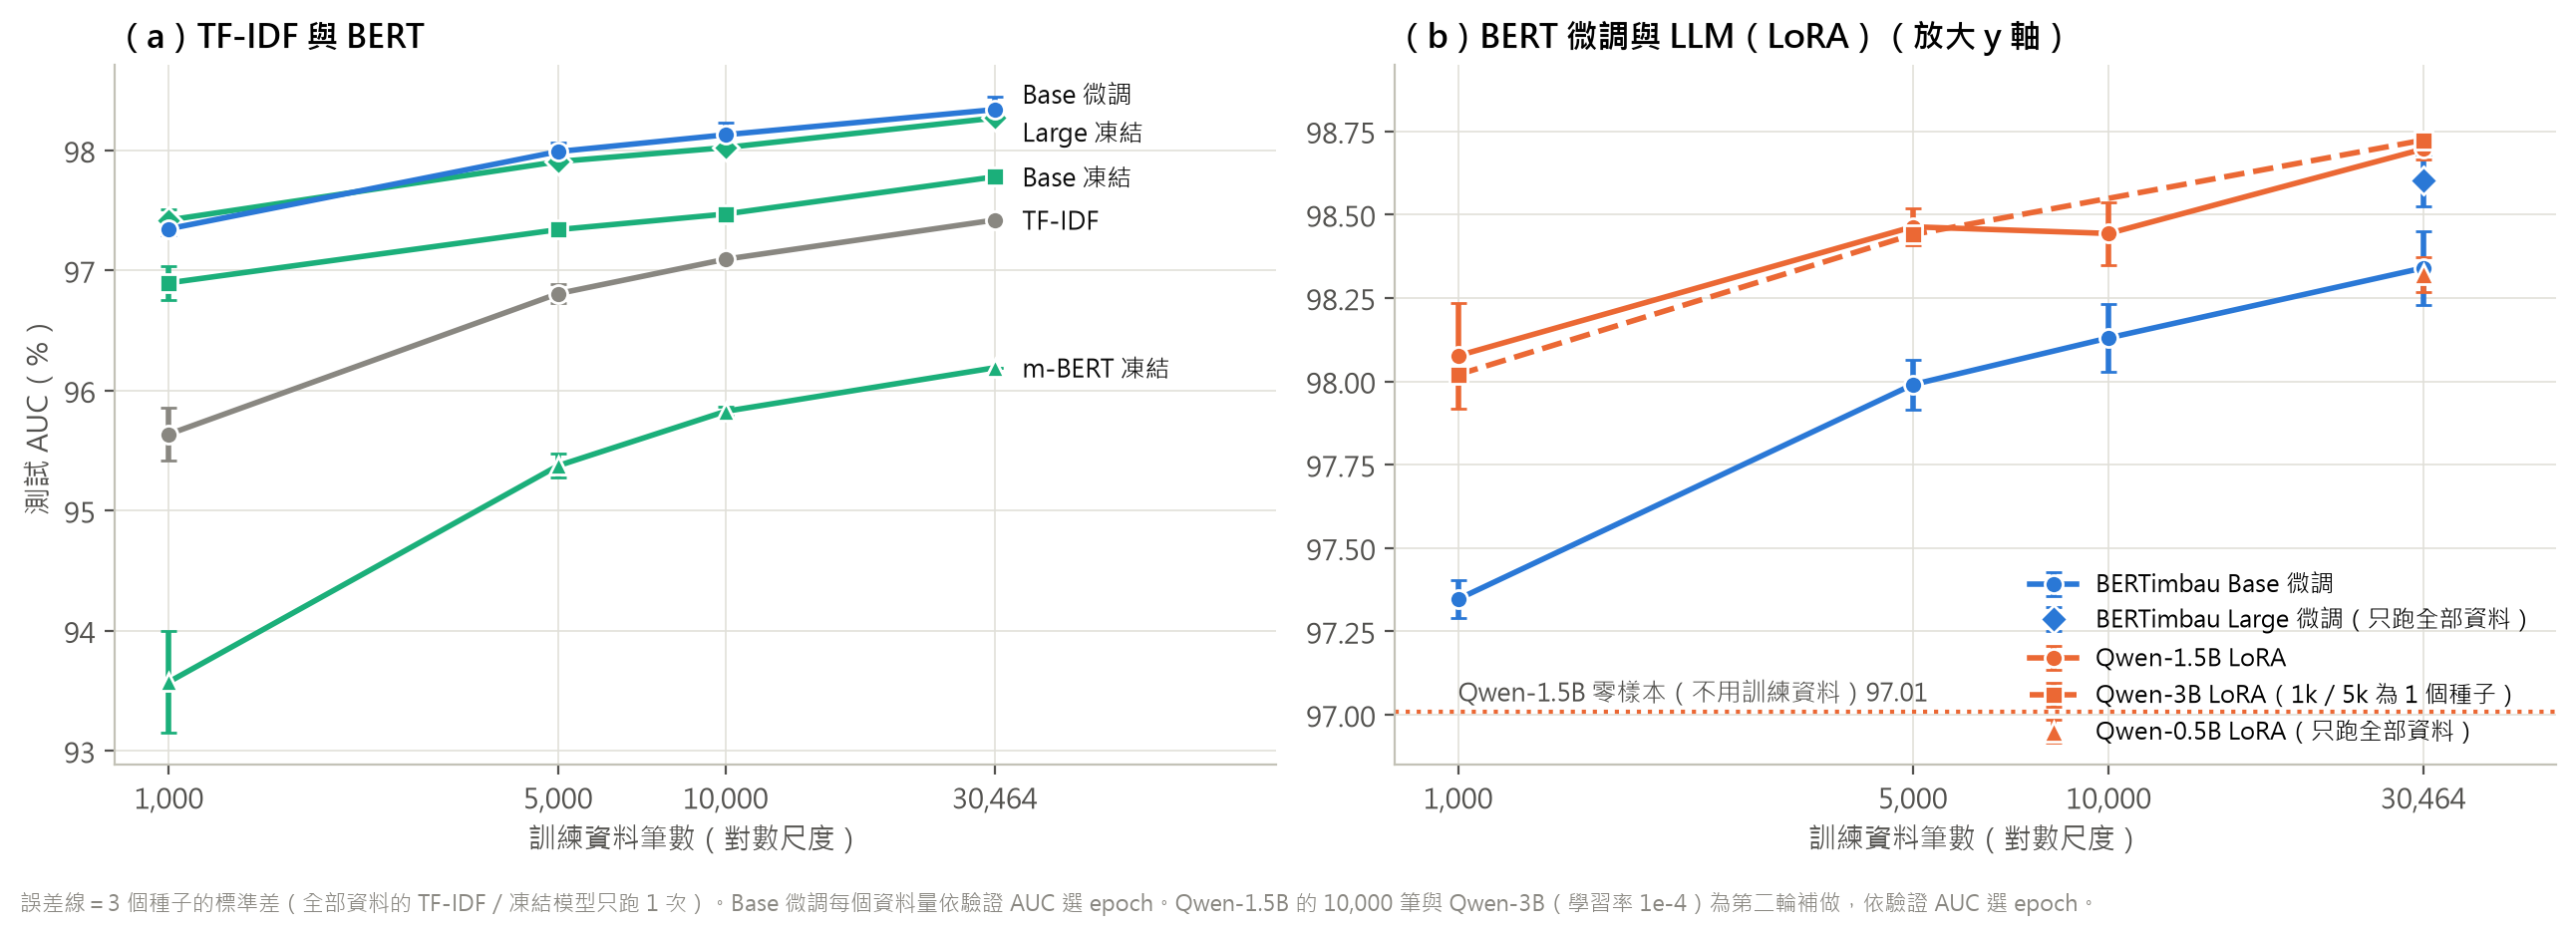 （a）TF-IDF 與 BERT
Base 微調
Large 凍結
Base 凍結
TF-IDF
m-BERT 凍結
98
97
96
95
94
93
測試 AUC（%）
1,000
5,000
10,000
30,464
訓練資料筆數（對數尺度）
（b）BERT 微調與 LLM（LoRA）（放大 y 軸）
98.75
98.50
98.25
98.00
97.75
97.50
97.25
97.00
BERTimbau Base 微調
BERTimbau Large 微調（只跑全部資料）
Qwen-1.5B LoRA
Qwen-3B LoRA（1k / 5k 為 1 個種子）
Qwen-0.5B LoRA（只跑全部資料）
Qwen-1.5B 零樣本（不用訓練資料）97.01
1,000
5,000
10,000
30,464
訓練資料筆數（對數尺度）
誤差線＝3 個種子的標準差（全部資料的 TF-IDF / 凍結模型只跑 1 次）。Base 微調每個資料量依驗證 AUC 選 epoch。Qwen-1.5B 的 10,000 筆與 Qwen-3B（學習率 1e-4）為第二輪補做，依驗證 AUC 選 epoch。